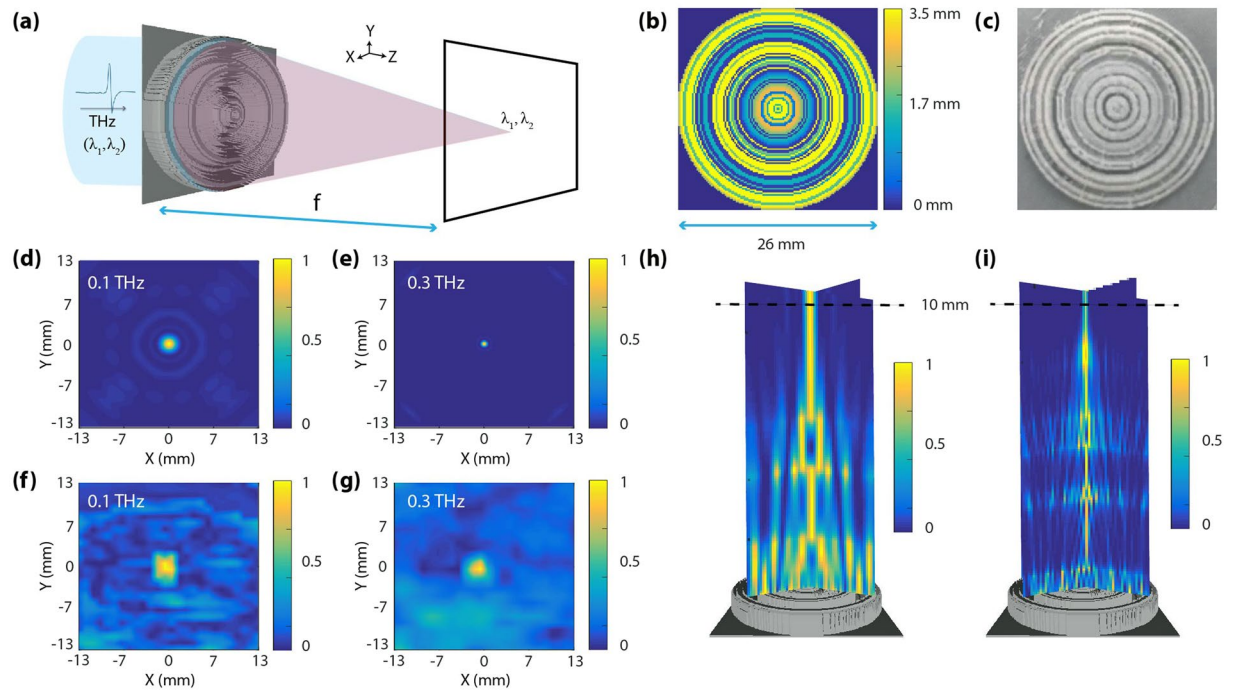 (a)
Y
X
Z
THz
(λ1, λ2)
λ1, λ2
f
(b)
3.5 mm
1.7 mm
0 mm
26 mm
(c)
(d)
0.1 THz
13
7
0
-7
-13
Y (mm)
-13 -7 0 7 13
X (mm)
1
0.5
0
(e)
0.3 THz
13
7
0
-7
-13
Y (mm)
-13 -7 0 7 13
X (mm)
1
0.5
0
(f)
0.1 THz
13
7
0
-7
-13
Y (mm)
-13 -7 0 7 13
X (mm)
1
0.5
0
(g)
0.3 THz
13
7
0
-7
-13
Y (mm)
-13 -7 0 7 13
X (mm)
1
0.5
0
(h)
10 mm
1
0.5
0
(i)
1
0.5
0